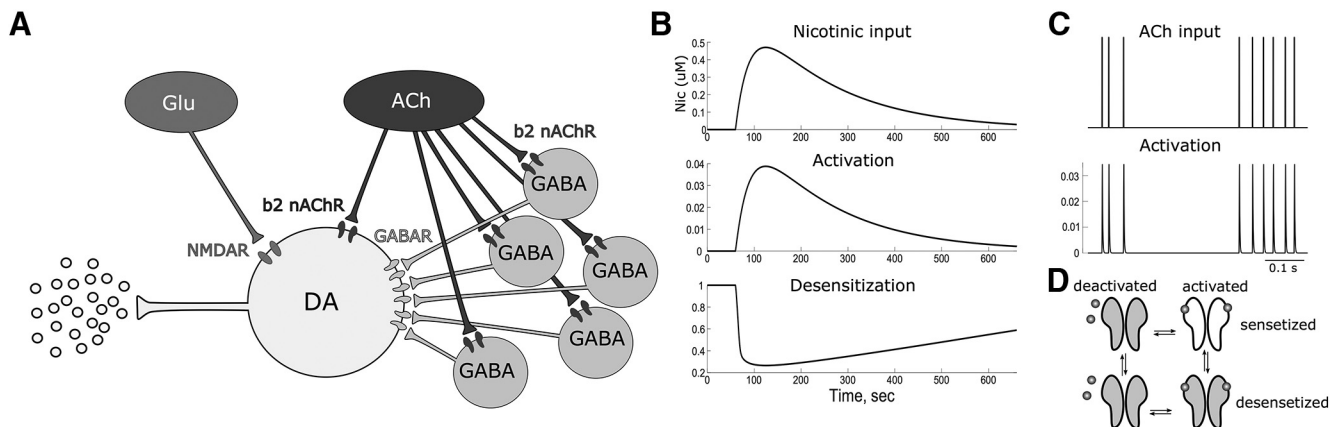 A
Glu
ACh
b2 nAChR
GABA
b2 nAChR
NMDAR
GABAR
GABA
GABA
DA
GABA
GABA
B
Nicotinic input
Nic (uM)
0.5
0.4
0.3
0.2
0.1
0
0 100 200 300 400 500 600
Activation
0.04
0.03
0.02
0.01
0
0 100 200 300 400 500 600
Desensitization
1
0.8
0.6
0.4
0.2
0 100 200 300 400 500 600
Time, sec
C
ACh input
Activation
0.03
0.02
0.01
0
0.1 s
D
deactivated activated
sensetized
desensetized